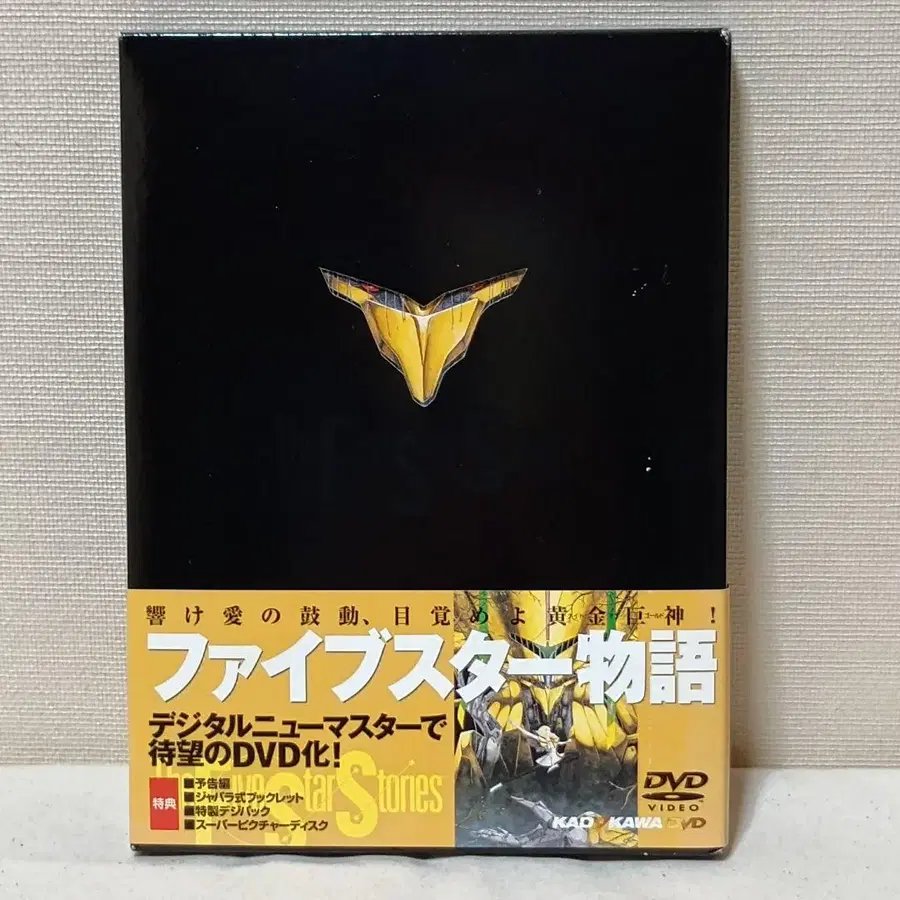 響け愛の鼓動、目覚めよ黄金巨神!
ファイブスター物語
デジタルニューマスターで
待望のDVD化!
The Five Star Stories
特典
■予告編
■ジャバラ式ブックレット
■特製デジパック
■スーパーピクチャーディスク
DVD
VIDEO
KADOKAWA DVD